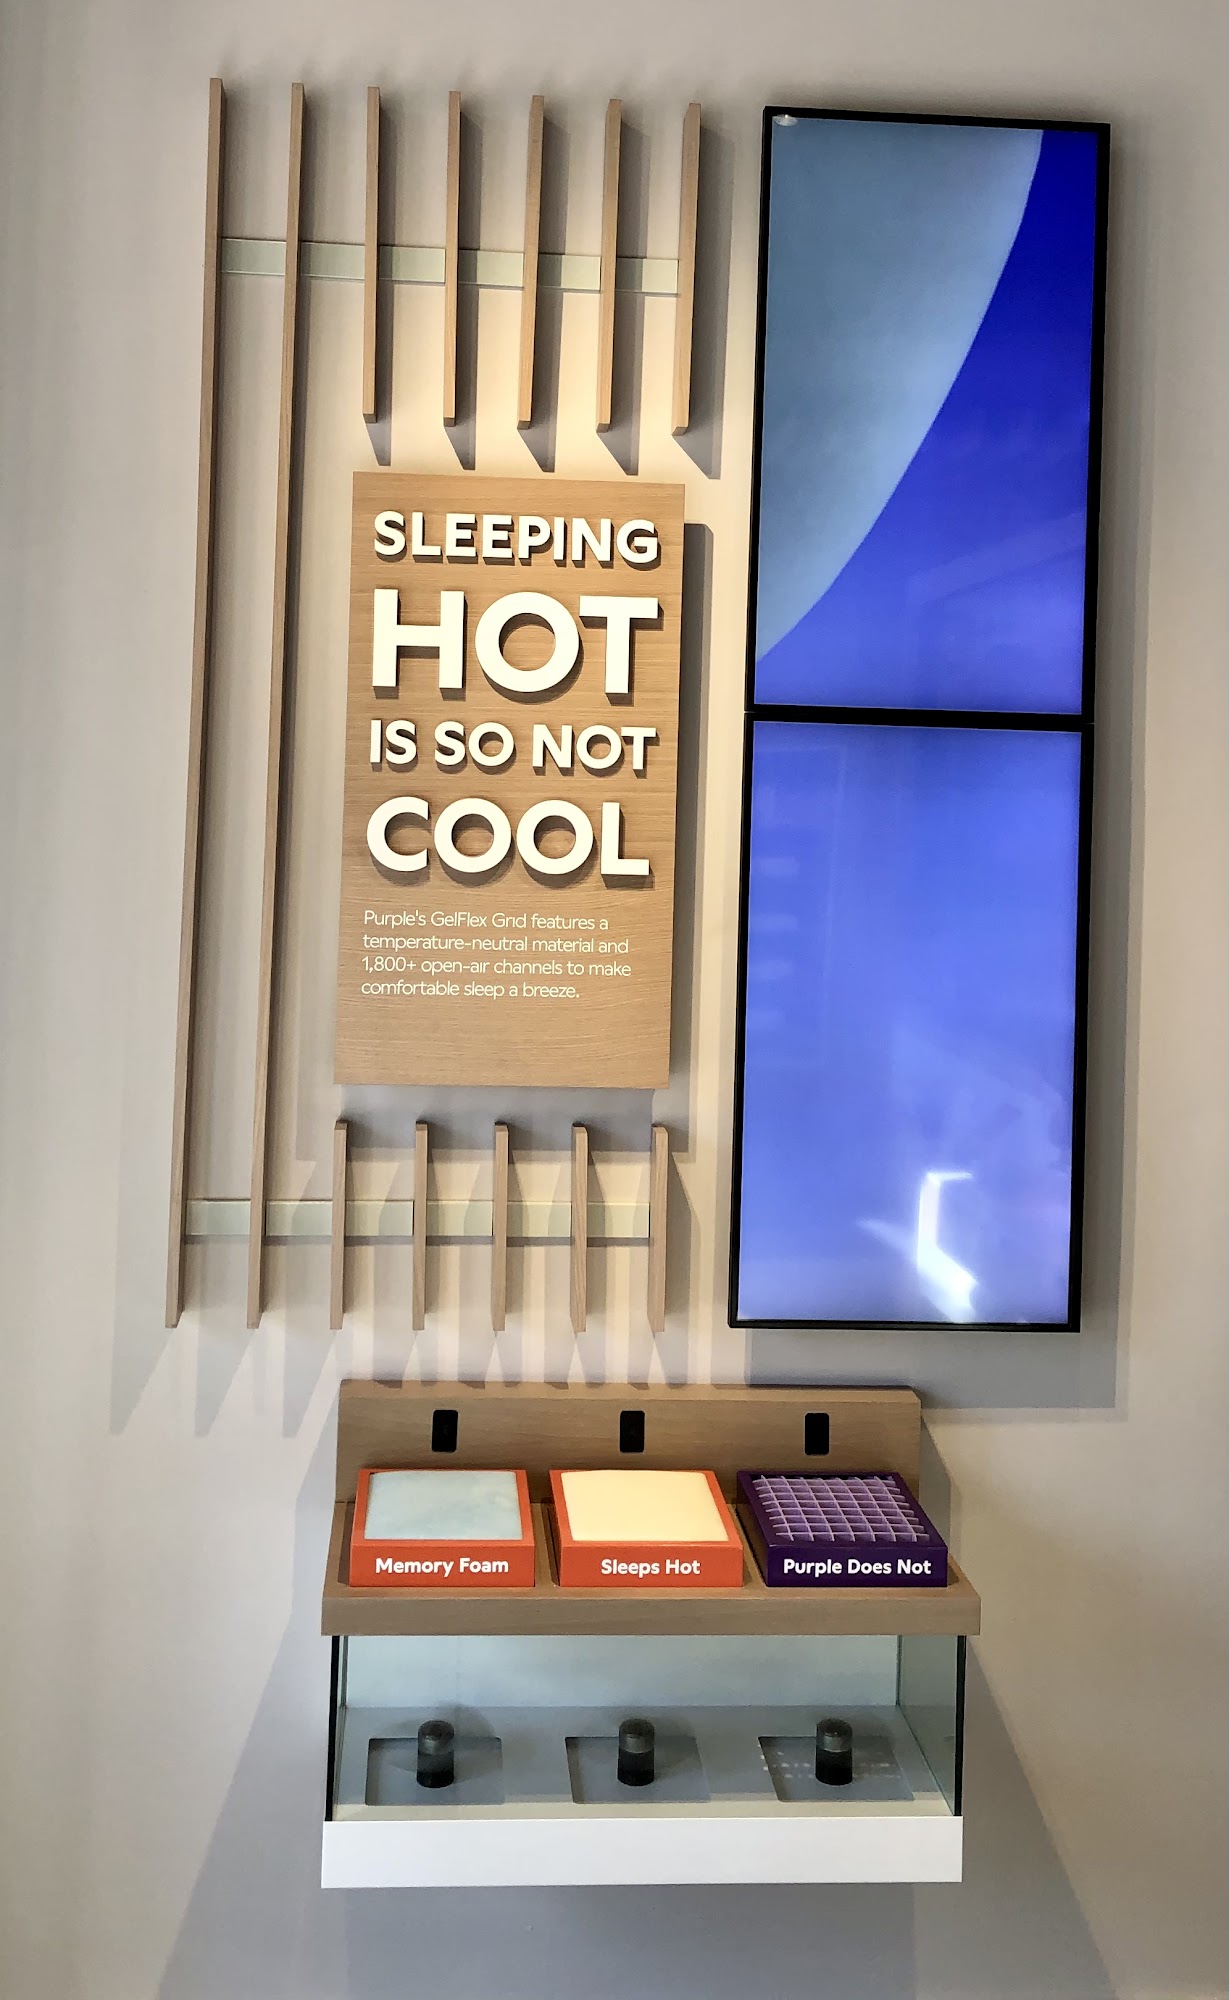 SLEEPING
HOT
IS SO NOT
COOL
Purple's GelFlex Grid features a
temperature-neutral material and
1,800+ open-air channels to make
comfortable sleep a breeze.
Memory Foam
Sleeps Hot
Purple Does Not